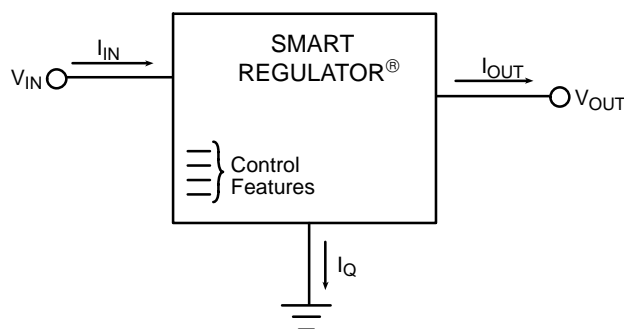 SMART
REGULATOR®
I_IN
V_IN
I_OUT
V_OUT
Control
Features
I_Q